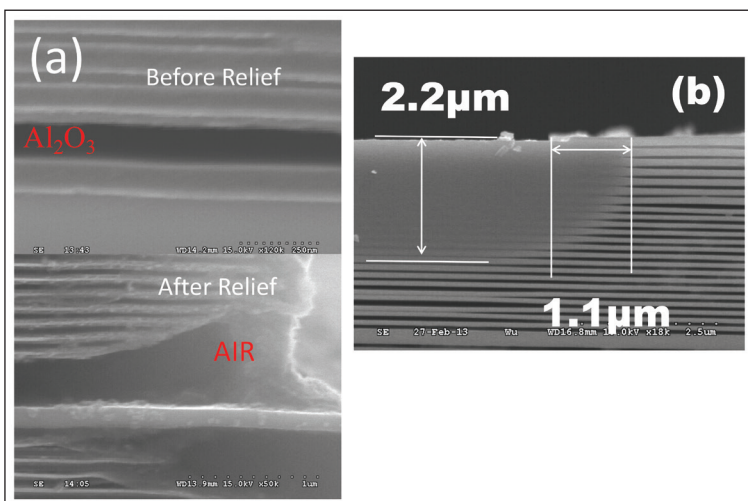 (a)
Before Relief
Al₂O₃
SE 13:43 WD14.2mm 15.0kV x120k 250nm
After Relief
AIR
SE 14:05 WD13.9mm 15.0kV x50k 1um
(b)
2.2µm
1.1µm
SE 27-Feb-13 Wu WD16.8mm kV x18k 2.5um